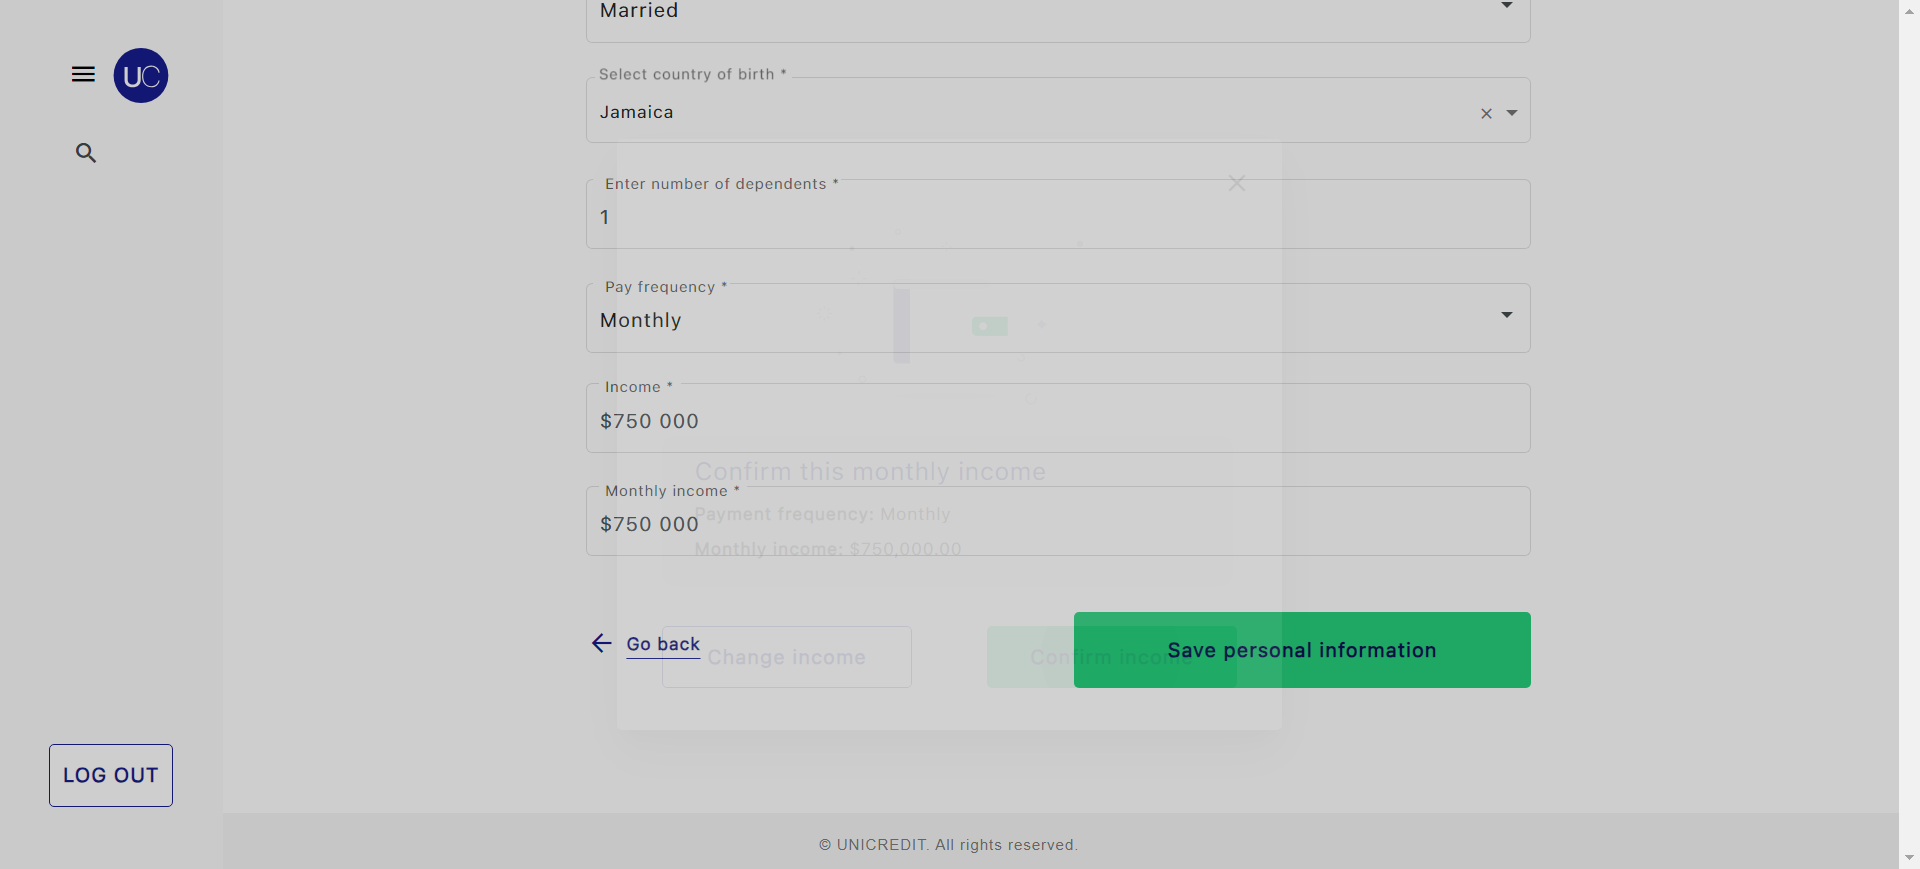 Married
UC
Select country of birth *
Jamaica
Enter number of dependents *
1
Pay frequency *
Monthly
Income *
$750 000
Confirm this monthly income
Monthly income *
$750 000
Payment frequency: Monthly
Monthly income: $750,000.00
Go back
Change income
Confirm income
Save personal information
LOG OUT
© UNICREDIT. All rights reserved.